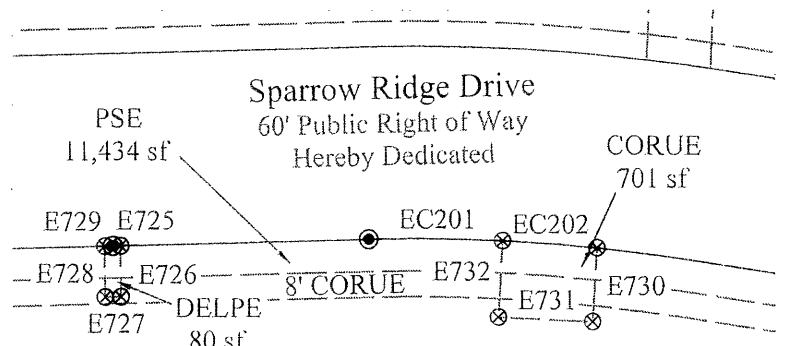 Sparrow Ridge Drive
60' Public Right of Way
Hereby Dedicated
PSE
11,434 sf
CORUE
701 sf
E729
E725
EC201
EC202
E728
E726
8' CORUE
E732
E730
E731
E727
DELPE
80 sf